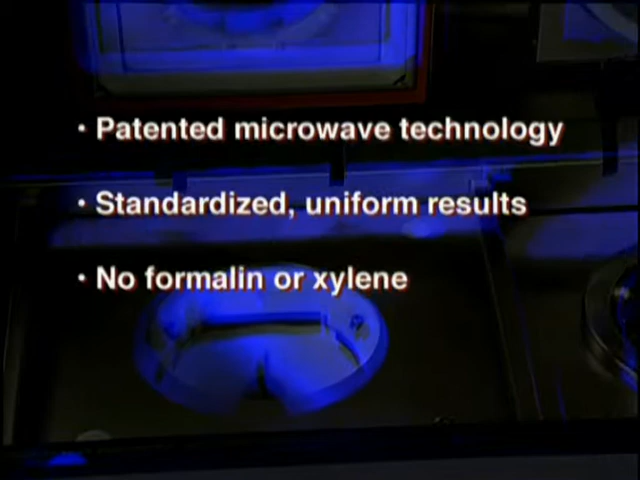 · Patented microwave technology
· Standardized, uniform results
· No formalin or xylene